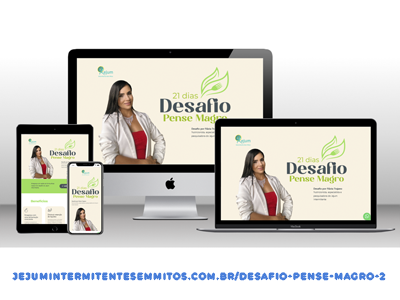 21 dias
Desafio
Pense Magro
21 dias
Desafio
Pense Magro
Desafio
Pense Magro
Desafio
Pense Magro
JEJUMINTERMITENTESEMMITOS.COM.BR/DESAFIO-PENSE-MAGRO-2